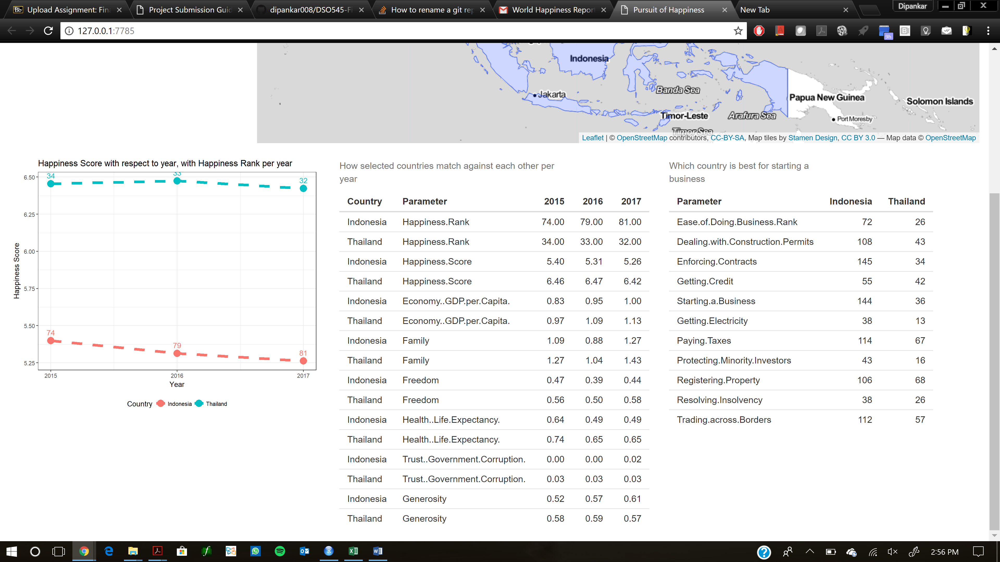 Upload Assignment: Fina
Project Submission Guid
dipankar008/DSO545-Fi
How to rename a git rep
World Happiness Report
Pursuit of Happiness
New Tab
Dipankar
127.0.0.1:7785
9h
Indonesia
Jakarta
Banda Sea
Papua New Guinea
Solomon Islands
Timor-Leste
Arafura Sea
Port Moresby
Timor Sea
Leaflet | © OpenStreetMap contributors, CC-BY-SA, Map tiles by Stamen Design, CC BY 3.0 — Map data © OpenStreetMap
Happiness Score with respect to year, with Happiness Rank per year
34
33
32
6.50
6.25
6.00
5.75
5.50
5.25
Happiness Score
74
79
81
2015 2016 2017
Year
Country Indonesia Thailand
How selected countries match against each other per
year
Country Parameter 2015 2016 2017
Indonesia Happiness.Rank 74.00 79.00 81.00
Thailand Happiness.Rank 34.00 33.00 32.00
Indonesia Happiness.Score 5.40 5.31 5.26
Thailand Happiness.Score 6.46 6.47 6.42
Indonesia Economy..GDP.per.Capita. 0.83 0.95 1.00
Thailand Economy..GDP.per.Capita. 0.97 1.09 1.13
Indonesia Family 1.09 0.88 1.27
Thailand Family 1.27 1.04 1.43
Indonesia Freedom 0.47 0.39 0.44
Thailand Freedom 0.56 0.50 0.58
Indonesia Health..Life.Expectancy. 0.64 0.49 0.49
Thailand Health..Life.Expectancy. 0.74 0.65 0.65
Indonesia Trust..Government.Corruption. 0.00 0.00 0.02
Thailand Trust..Government.Corruption. 0.03 0.03 0.03
Indonesia Generosity 0.52 0.57 0.61
Thailand Generosity 0.58 0.59 0.57
Which country is best for starting a
business
Parameter Indonesia Thailand
Ease.of.Doing.Business.Rank 72 26
Dealing.with.Construction.Permits 108 43
Enforcing.Contracts 145 34
Getting.Credit 55 42
Starting.a.Business 144 36
Getting.Electricity 38 13
Paying.Taxes 114 67
Protecting.Minority.Investors 43 16
Registering.Property 106 68
Resolving.Insolvency 38 26
Trading.across.Borders 112 57
2:56 PM